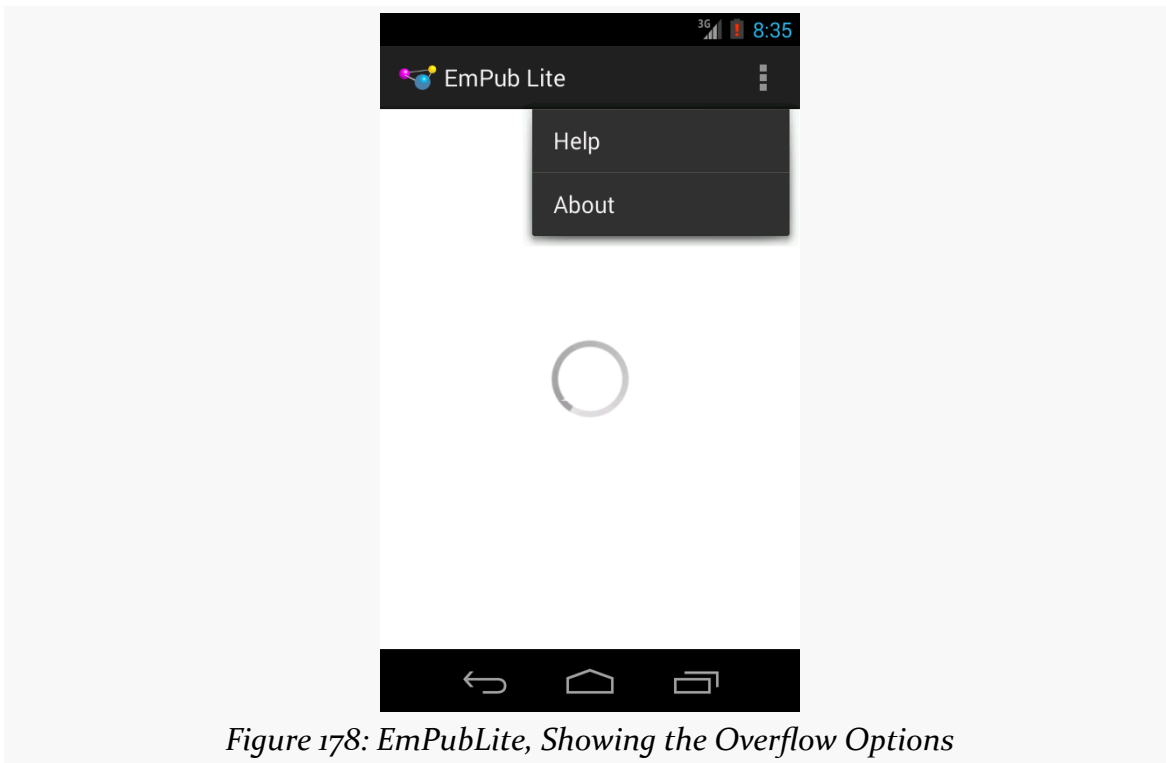 3G 8:35
EmPub Lite
Help
About
Figure 178: EmPubLite, Showing the Overflow Options